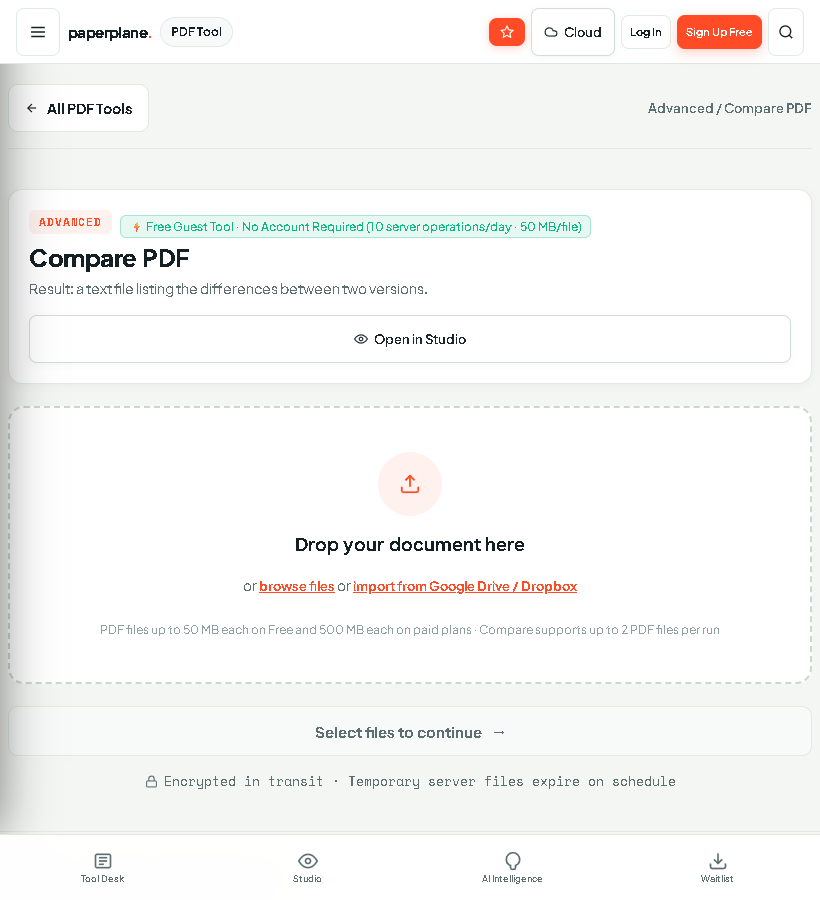 paperplane.
PDF Tool
Cloud
Log In
Sign Up Free
All PDF Tools
Advanced / Compare PDF
ADVANCED
Free Guest Tool · No Account Required (10 server operations/day · 50 MB/file)
Compare PDF
Result: a text file listing the differences between two versions.
Open in Studio
Drop your document here
or browse files or import from Google Drive / Dropbox
PDF files up to 50 MB each on Free and 500 MB each on paid plans · Compare supports up to 2 PDF files per run
Select files to continue →
Encrypted in transit · Temporary server files expire on schedule
Tool Desk
Studio
AI Intelligence
Waitlist